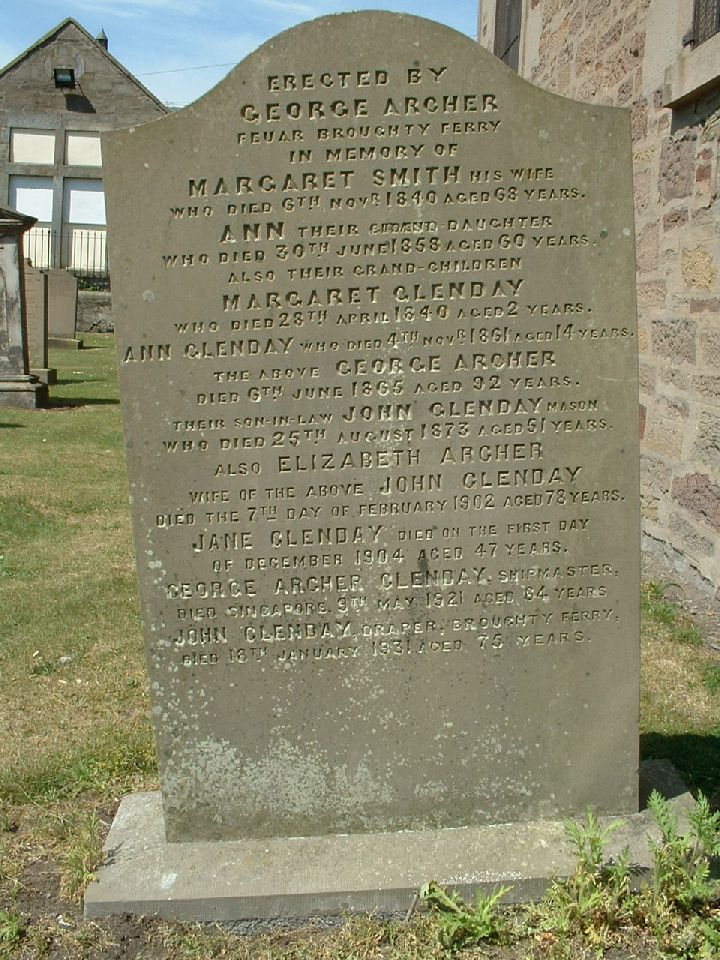 ERECTED BY
GEORGE ARCHER
FEUAR BROUGHTY FERRY
IN MEMORY OF
MARGARET SMITH HIS WIFE
WHO DIED 6TH NOVR 1840 AGED 68 YEARS.
ANN THEIR DAUGHTER
WHO DIED 30TH JUNE 1858 AGED 60 YEARS.
ALSO THEIR GRAND-CHILDREN
MARGARET GLENDAY
WHO DIED 28TH APRIL 1840 AGED 2 YEARS.
ANN GLENDAY WHO DIED 4TH NOVR 1861 AGED 14 YEARS.
THE ABOVE GEORGE ARCHER
DIED 6TH JUNE 1865 AGED 92 YEARS.
THEIR SON-IN-LAW JOHN GLENDAY MASON
WHO DIED 25TH AUGUST 1873 AGED 51 YEARS.
ALSO ELIZABETH ARCHER
WIFE OF THE ABOVE JOHN GLENDAY
DIED THE 7TH DAY OF FEBRUARY 1902 AGED 78 YEARS.
JANE GLENDAY DIED ON THE FIRST DAY
OF DECEMBER 1904 AGED 47 YEARS.
GEORGE ARCHER GLENDAY, SHIPMASTER,
DIED SINGAPORE, 9TH MAY 1921 AGED 64 YEARS
JOHN GLENDAY, DRAPER, BROUGHTY FERRY,
DIED 18TH JANUARY 1931 AGED 75 YEARS.